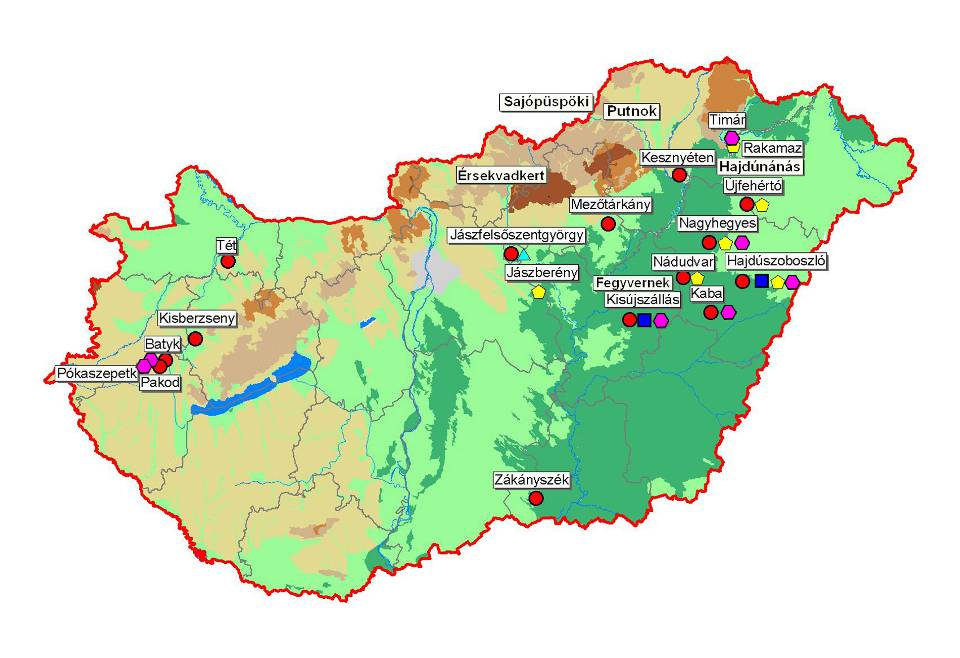 Sajópüspöki
Putnok
Timár
Rakamaz
Kesznyéten
Hajdúnánás
Érsekvadkert
Újfehértó
Mezőtárkány
Nagyhegyes
Jászfelsőszentgyörgy
Tét
Nádudvar
Hajdúszoboszló
Jászberény
Fegyvernek
Kaba
Kisújszállás
Kisberzseny
Batyk
Pókaszepetk
Pakod
Zákányszék